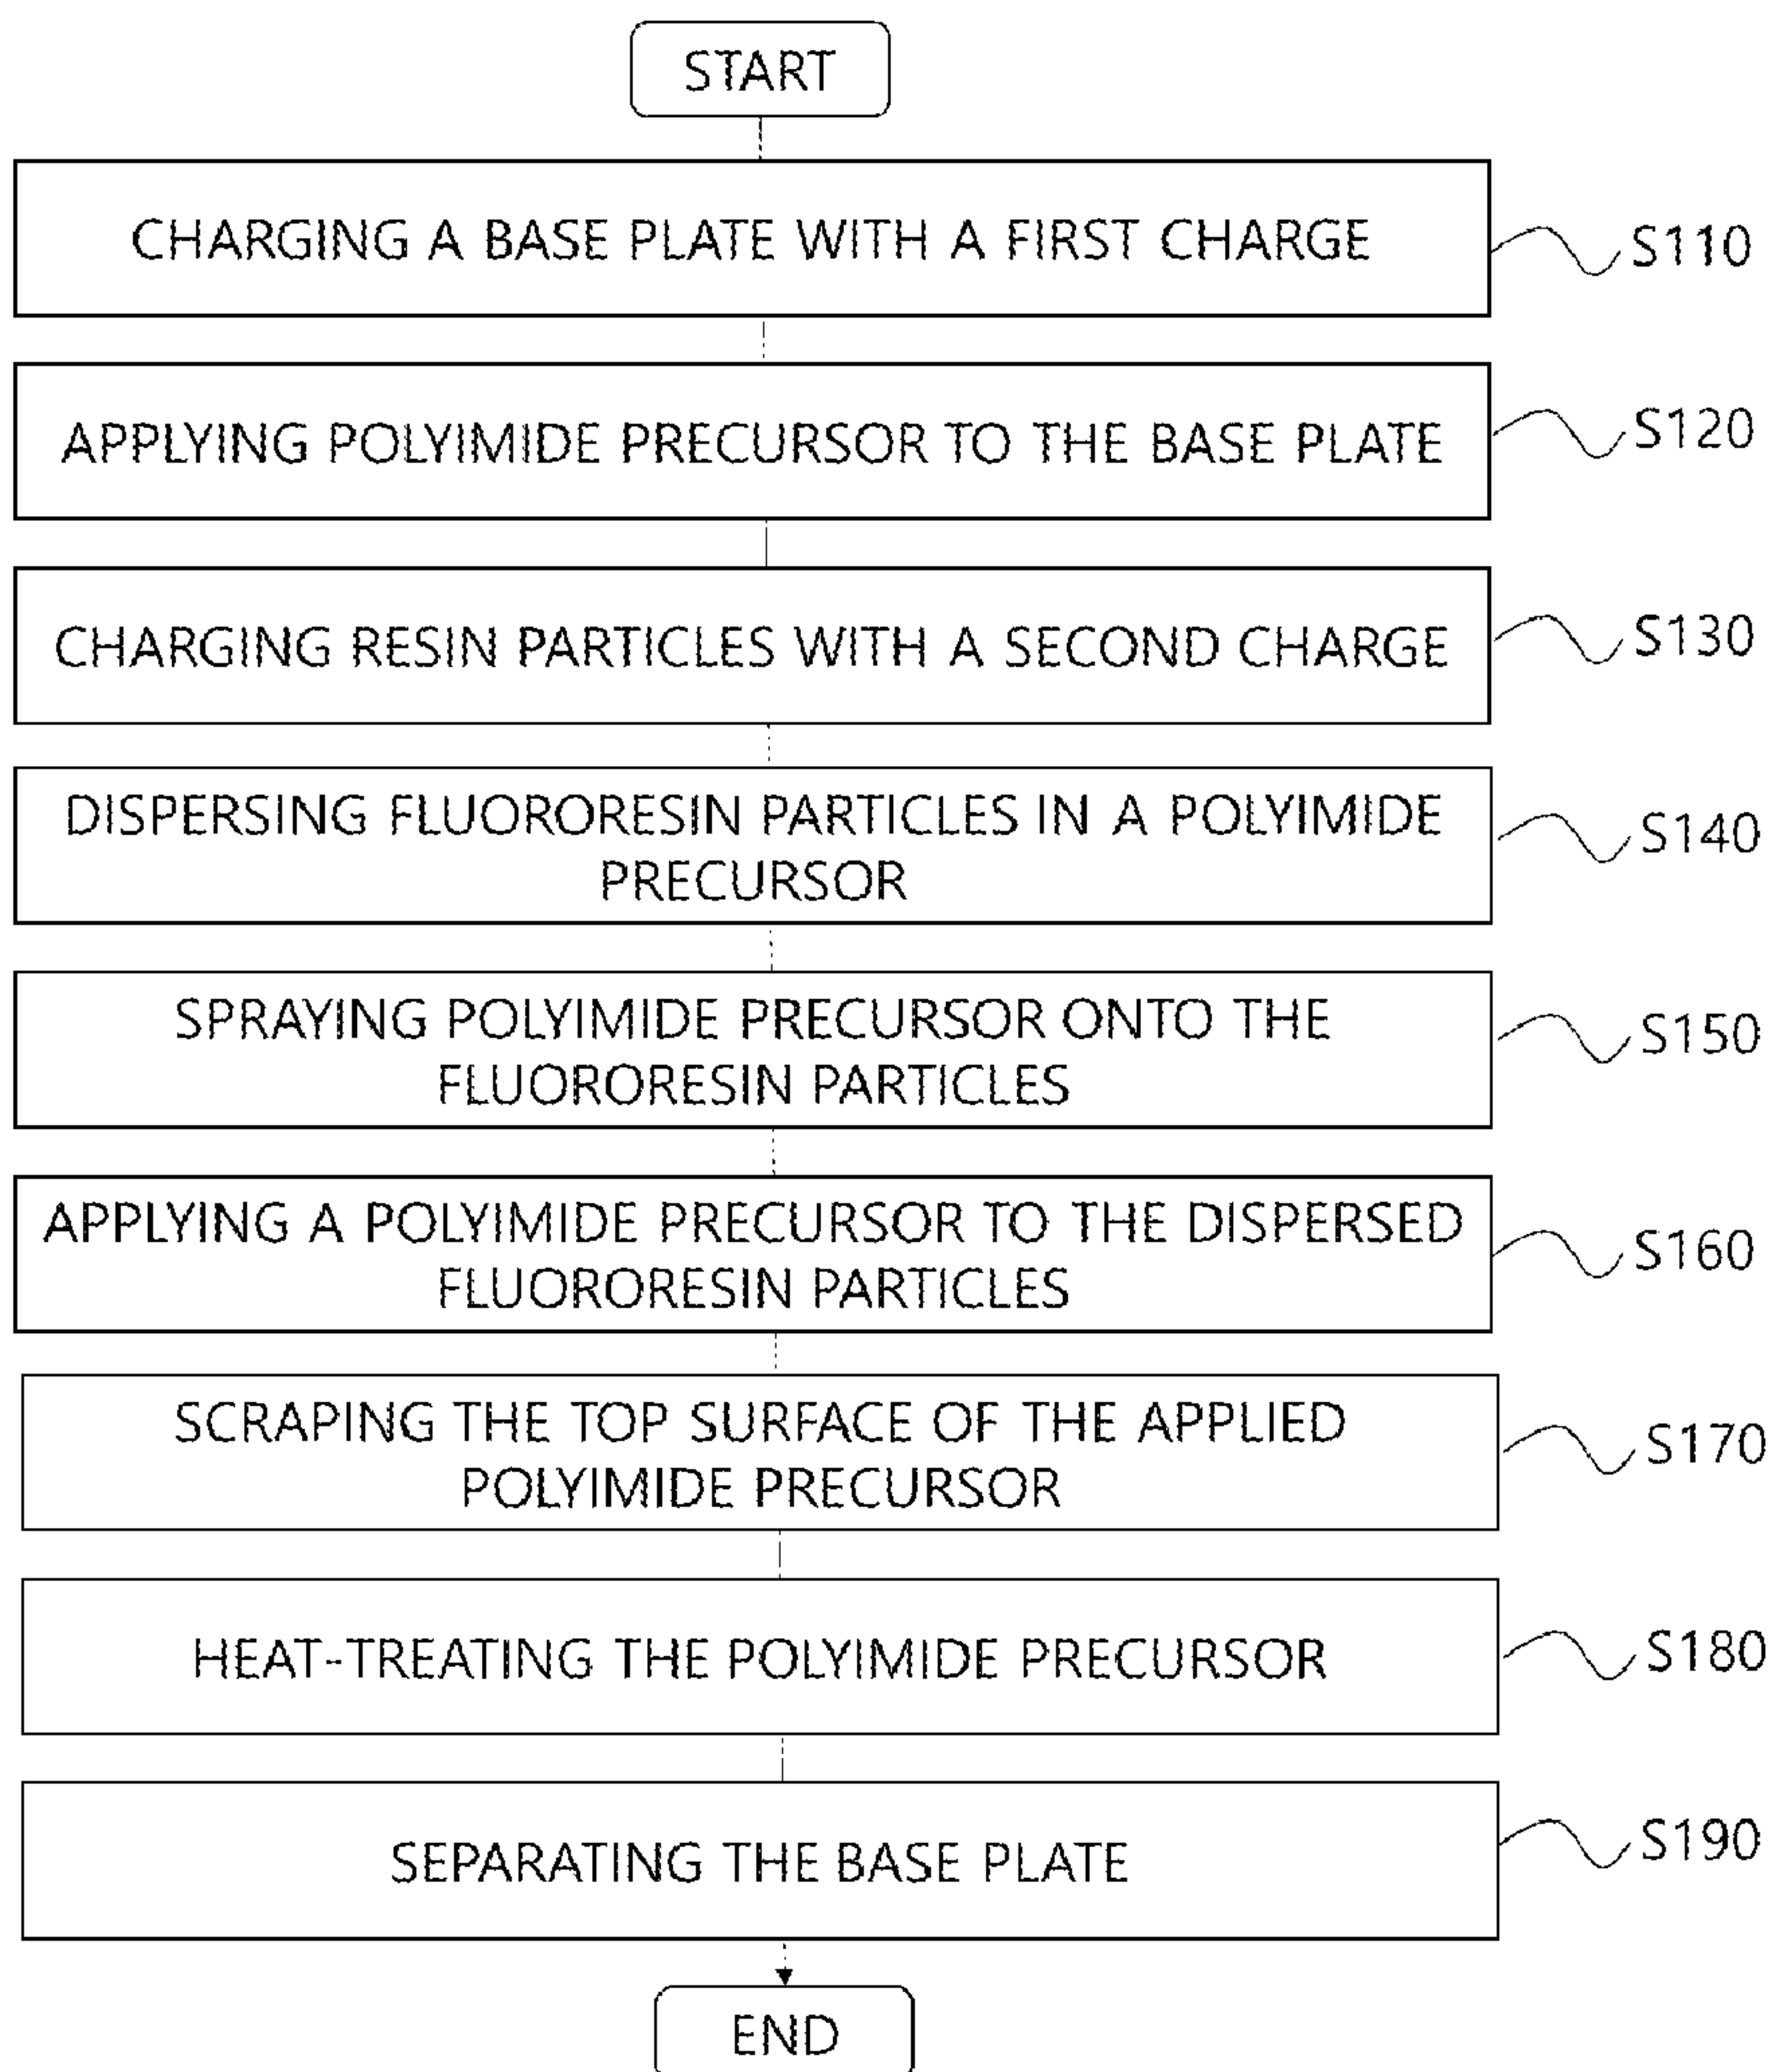 START
CHARGING A BASE PLATE WITH A FIRST CHARGE
S110
APPLYING POLYIMIDE PRECURSOR TO THE BASE PLATE
S120
CHARGING RESIN PARTICLES WITH A SECOND CHARGE
S130
DISPERSING FLUORORESIN PARTICLES IN A POLYIMIDE
PRECURSOR
S140
SPRAYING POLYIMIDE PRECURSOR ONTO THE
FLUORORESIN PARTICLES
S150
APPLYING A POLYIMIDE PRECURSOR TO THE DISPERSED
FLUORORESIN PARTICLES
S160
SCRAPING THE TOP SURFACE OF THE APPLIED
POLYIMIDE PRECURSOR
S170
HEAT-TREATING THE POLYIMIDE PRECURSOR
S180
SEPARATING THE BASE PLATE
S190
END